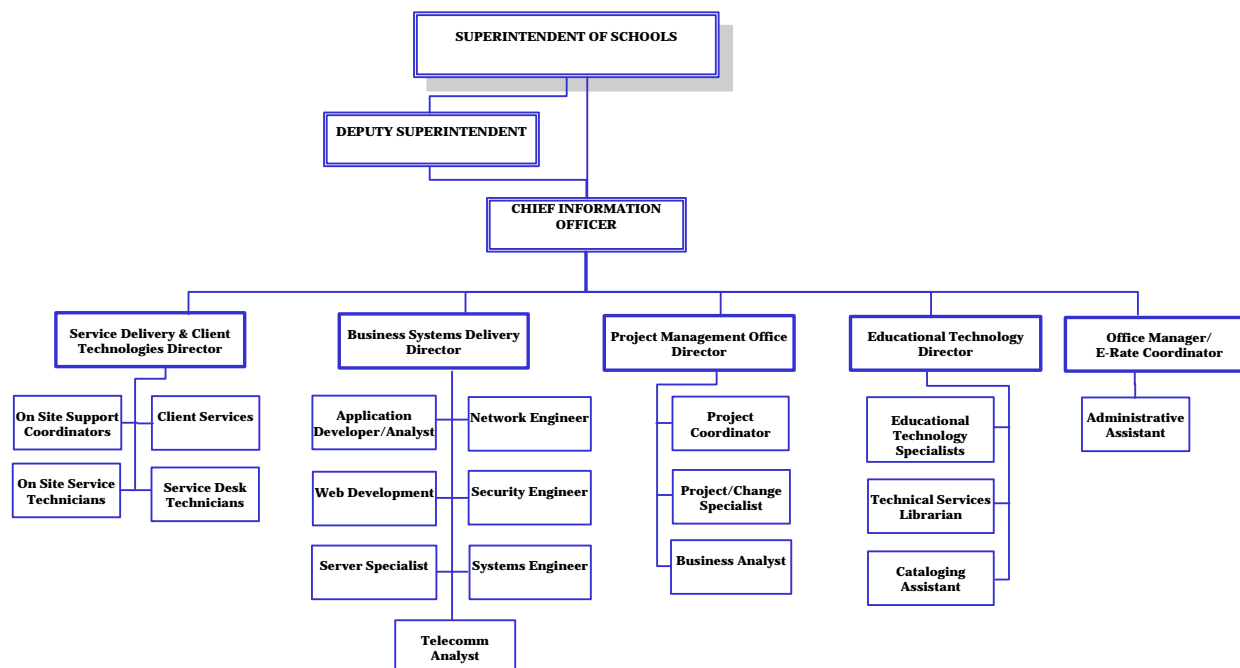 SUPERINTENDENT OF SCHOOLS
DEPUTY SUPERINTENDENT
CHIEF INFORMATION
OFFICER
Service Delivery & Client
Technologies Director
Business Systems Delivery
Director
Project Management Office
Director
Educational Technology
Director
Office Manager/
E-Rate Coordinator
On Site Support
Coordinators
Client Services
On Site Service
Technicians
Service Desk
Technicians
Application
Developer/Analyst
Network Engineer
Web Development
Security Engineer
Server Specialist
Systems Engineer
Telecomm
Analyst
Project
Coordinator
Project/Change
Specialist
Business Analyst
Educational
Technology
Specialists
Technical Services
Librarian
Cataloging
Assistant
Administrative
Assistant